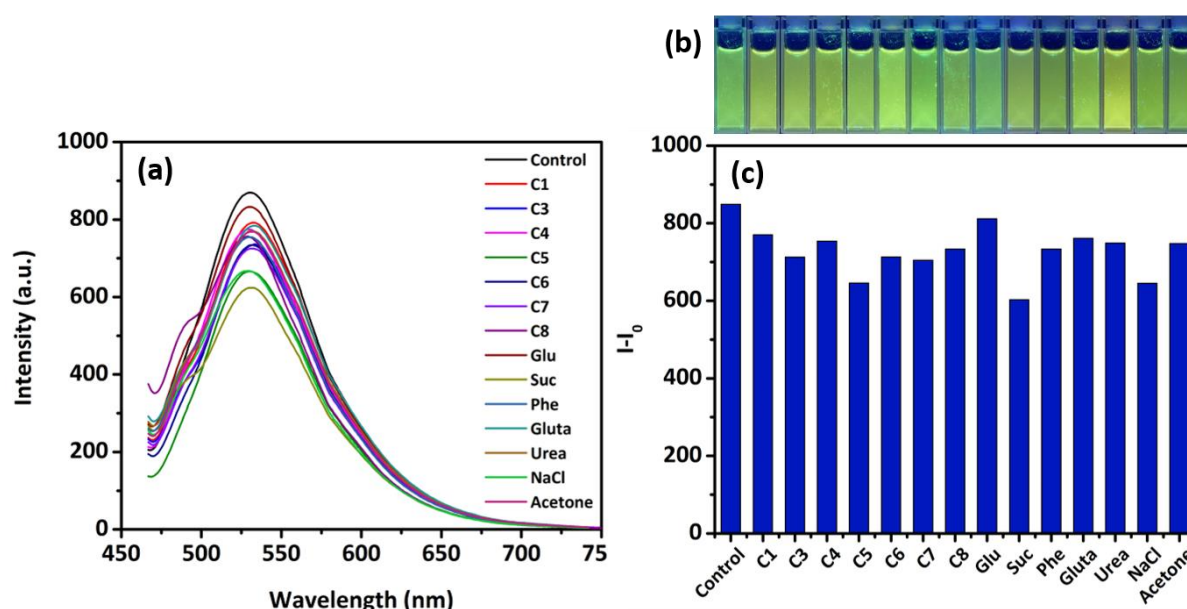 (b)
1000
800
600
400
200
0
450
500
550
600
650
700
75
Intensity (a.u.)
Wavelength (nm)
(a)
Control
C1
C3
C4
C5
C6
C7
C8
Glu
Suc
Phe
Gluta
Urea
NaCl
Acetone
1000
800
600
400
200
0
I-I0
(c)
Control
C1
C3
C4
C5
C6
C7
C8
Glu
Suc
Phe
Gluta
Urea
NaCl
Acetone